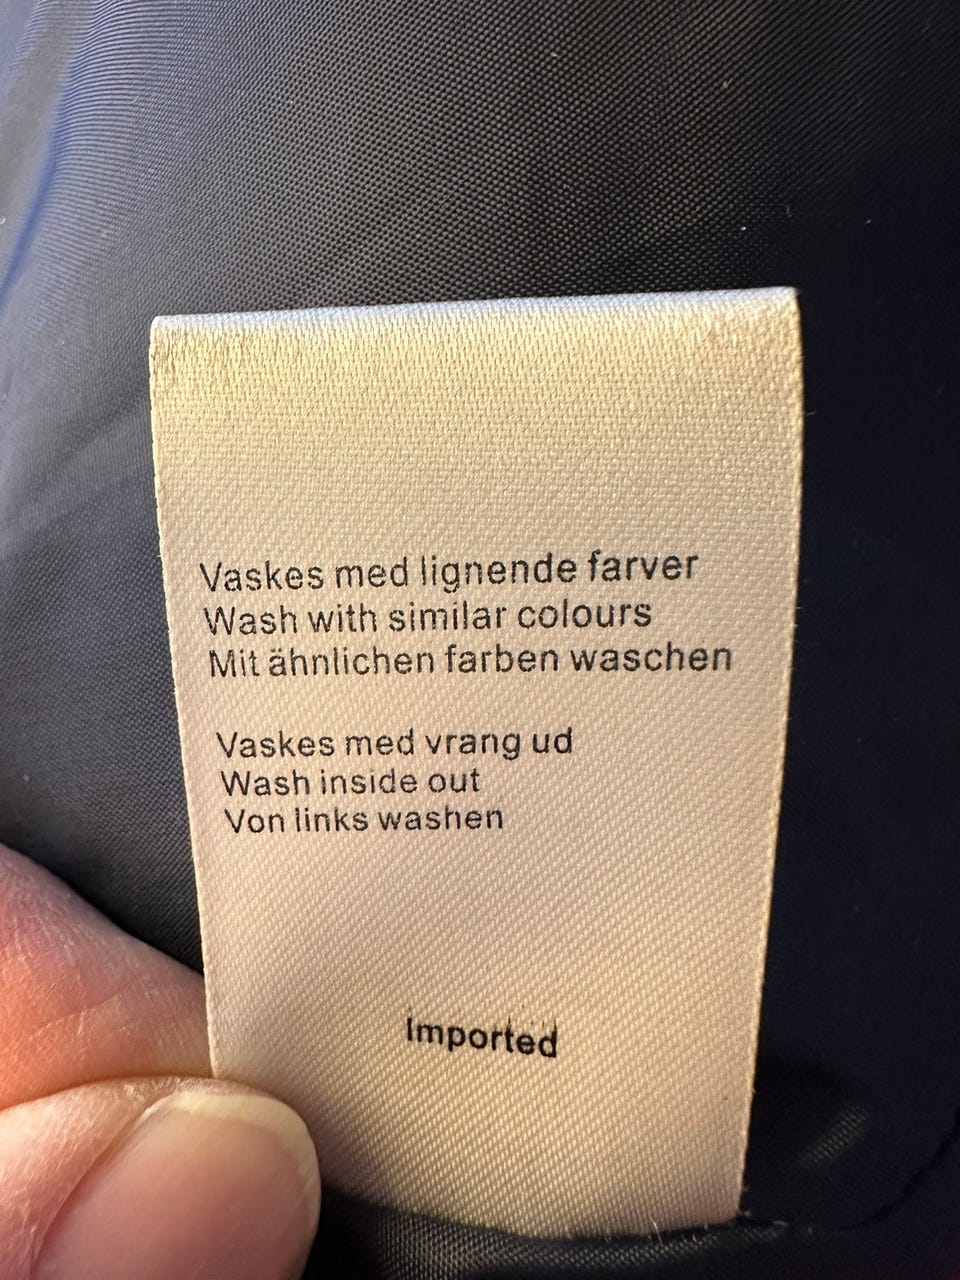 Vaskes med lignende farver
Wash with similar colours
Mit ähnlichen farben waschen
Vaskes med vrang ud
Wash inside out
Von links washen
Imported